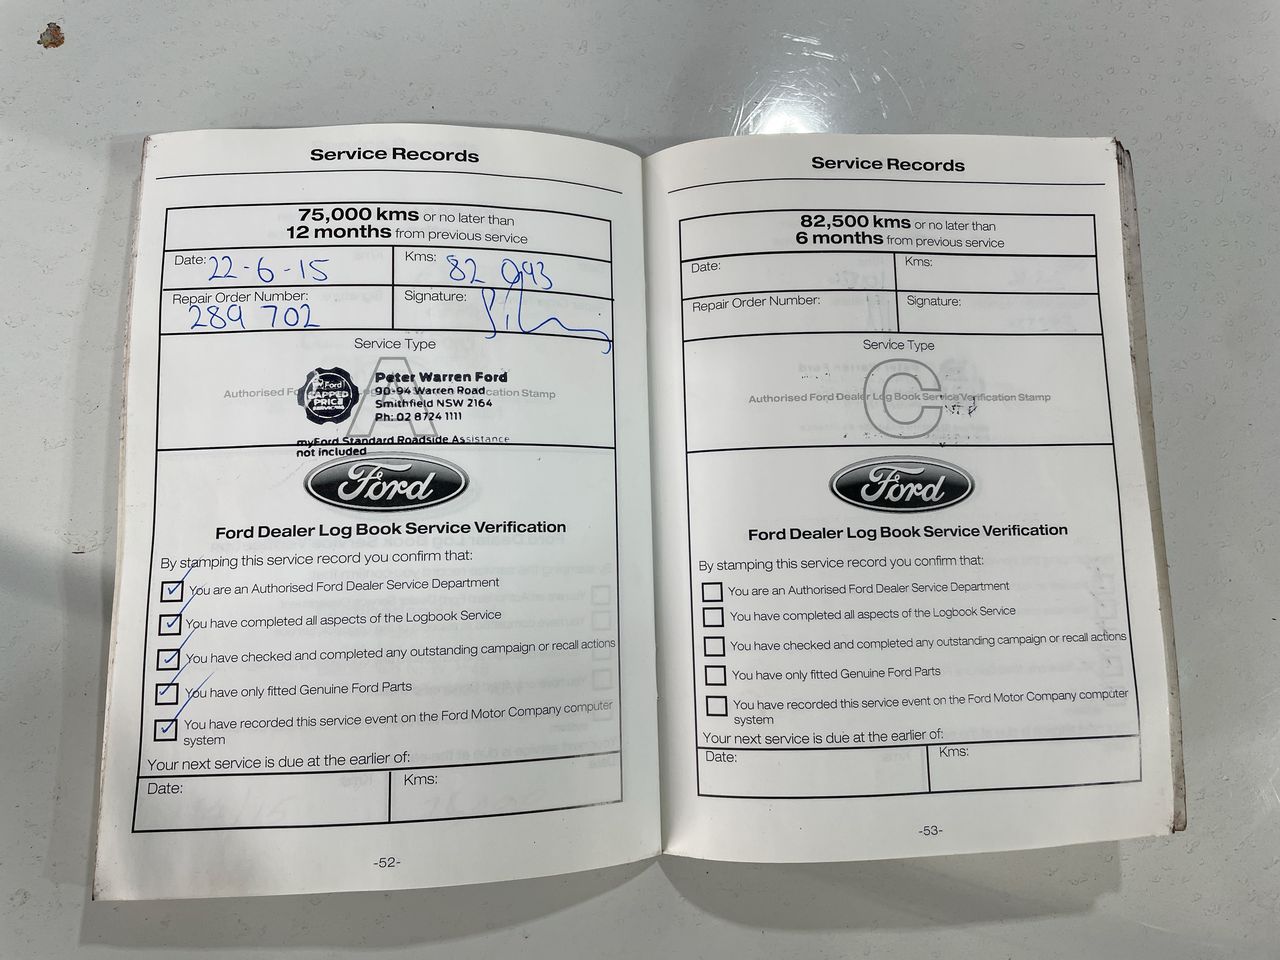 Service Records
75,000 kms or no later than
12 months from previous service
Date: 22-6-15
Kms: 82 093
Repair Order Number:
289 702
Signature:
Service Type
A
Authorised Fo
cation Stamp
myFord
CAPPED
PRICE
SERVICING
Peter Warren Ford
90-94 Warren Road
Smithfield NSW 2164
Ph: 02 8724 1111
myFord Standard Roadside Assistance
not included
Ford
Ford Dealer Log Book Service Verification
By stamping this service record you confirm that:
You are an Authorised Ford Dealer Service Department
You have completed all aspects of the Logbook Service
You have checked and completed any outstanding campaign or recall actions
You have only fitted Genuine Ford Parts
You have recorded this service event on the Ford Motor Company computer
system
Your next service is due at the earlier of:
Date:
Kms:
-52-
Service Records
82,500 kms or no later than
6 months from previous service
Date:
Kms:
Repair Order Number:
Signature:
Service Type
C
Authorised Ford Dealer Log Book Service Verification Stamp
Ford
Ford Dealer Log Book Service Verification
By stamping this service record you confirm that:
You are an Authorised Ford Dealer Service Department
You have completed all aspects of the Logbook Service
You have checked and completed any outstanding campaign or recall actions
You have only fitted Genuine Ford Parts
You have recorded this service event on the Ford Motor Company computer
system
Your next service is due at the earlier of:
Date:
Kms:
-53-